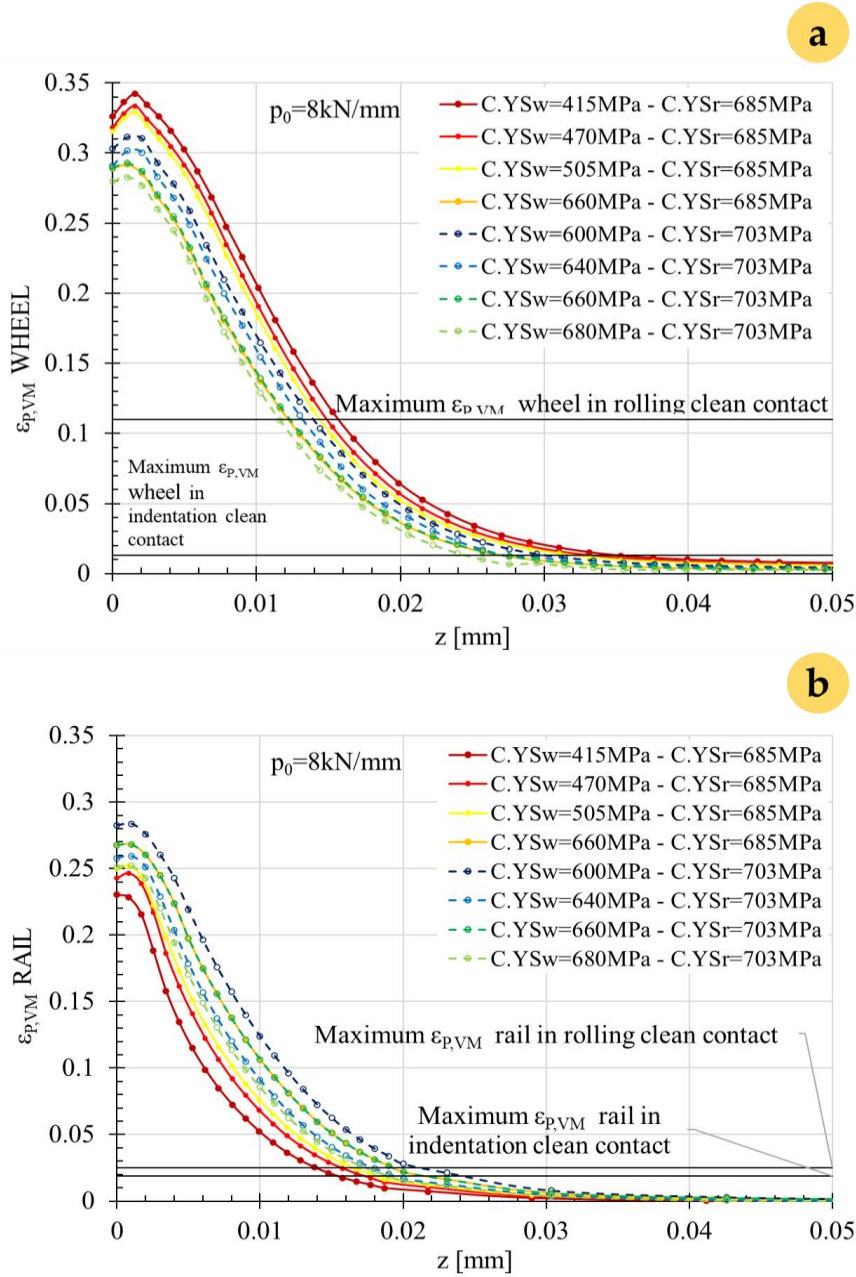 a
0.35
0.3
0.25
0.2
0.15
0.1
0.05
0
ε_P,VM WHEEL
p₀=8kN/mm
C.YSw=415MPa - C.YSr=685MPa
C.YSw=470MPa - C.YSr=685MPa
C.YSw=505MPa - C.YSr=685MPa
C.YSw=660MPa - C.YSr=685MPa
C.YSw=600MPa - C.YSr=703MPa
C.YSw=640MPa - C.YSr=703MPa
C.YSw=660MPa - C.YSr=703MPa
C.YSw=680MPa - C.YSr=703MPa
Maximum ε_P,VM wheel in rolling clean contact
Maximum ε_P,VM
wheel in
indentation clean
contact
0 0.01 0.02 0.03 0.04 0.05
z [mm]
b
0.35
0.3
0.25
0.2
0.15
0.1
0.05
0
ε_P,VM RAIL
p₀=8kN/mm
C.YSw=415MPa - C.YSr=685MPa
C.YSw=470MPa - C.YSr=685MPa
C.YSw=505MPa - C.YSr=685MPa
C.YSw=660MPa - C.YSr=685MPa
C.YSw=600MPa - C.YSr=703MPa
C.YSw=640MPa - C.YSr=703MPa
C.YSw=660MPa - C.YSr=703MPa
C.YSw=680MPa - C.YSr=703MPa
Maximum ε_P,VM rail in rolling clean contact
Maximum ε_P,VM rail in
indentation clean contact
0 0.01 0.02 0.03 0.04 0.05
z [mm]